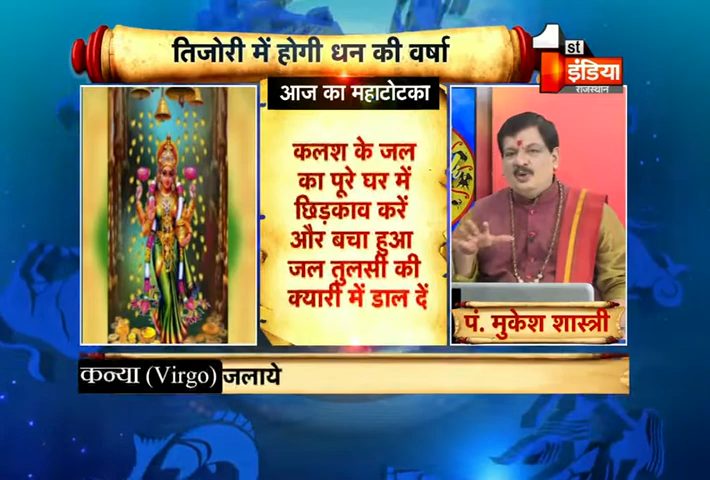 तिजोरी में होगी धन की वर्षा
1st
इंडिया
राजस्थान
आज का महाटोटका
कलश के जल
का पूरे घर में
छिड़काव करें
और बचा हुआ
जल तुलसी की
क्यारी में डाल दें
पं. मुकेश शास्त्री
कन्या (Virgo) जलाये